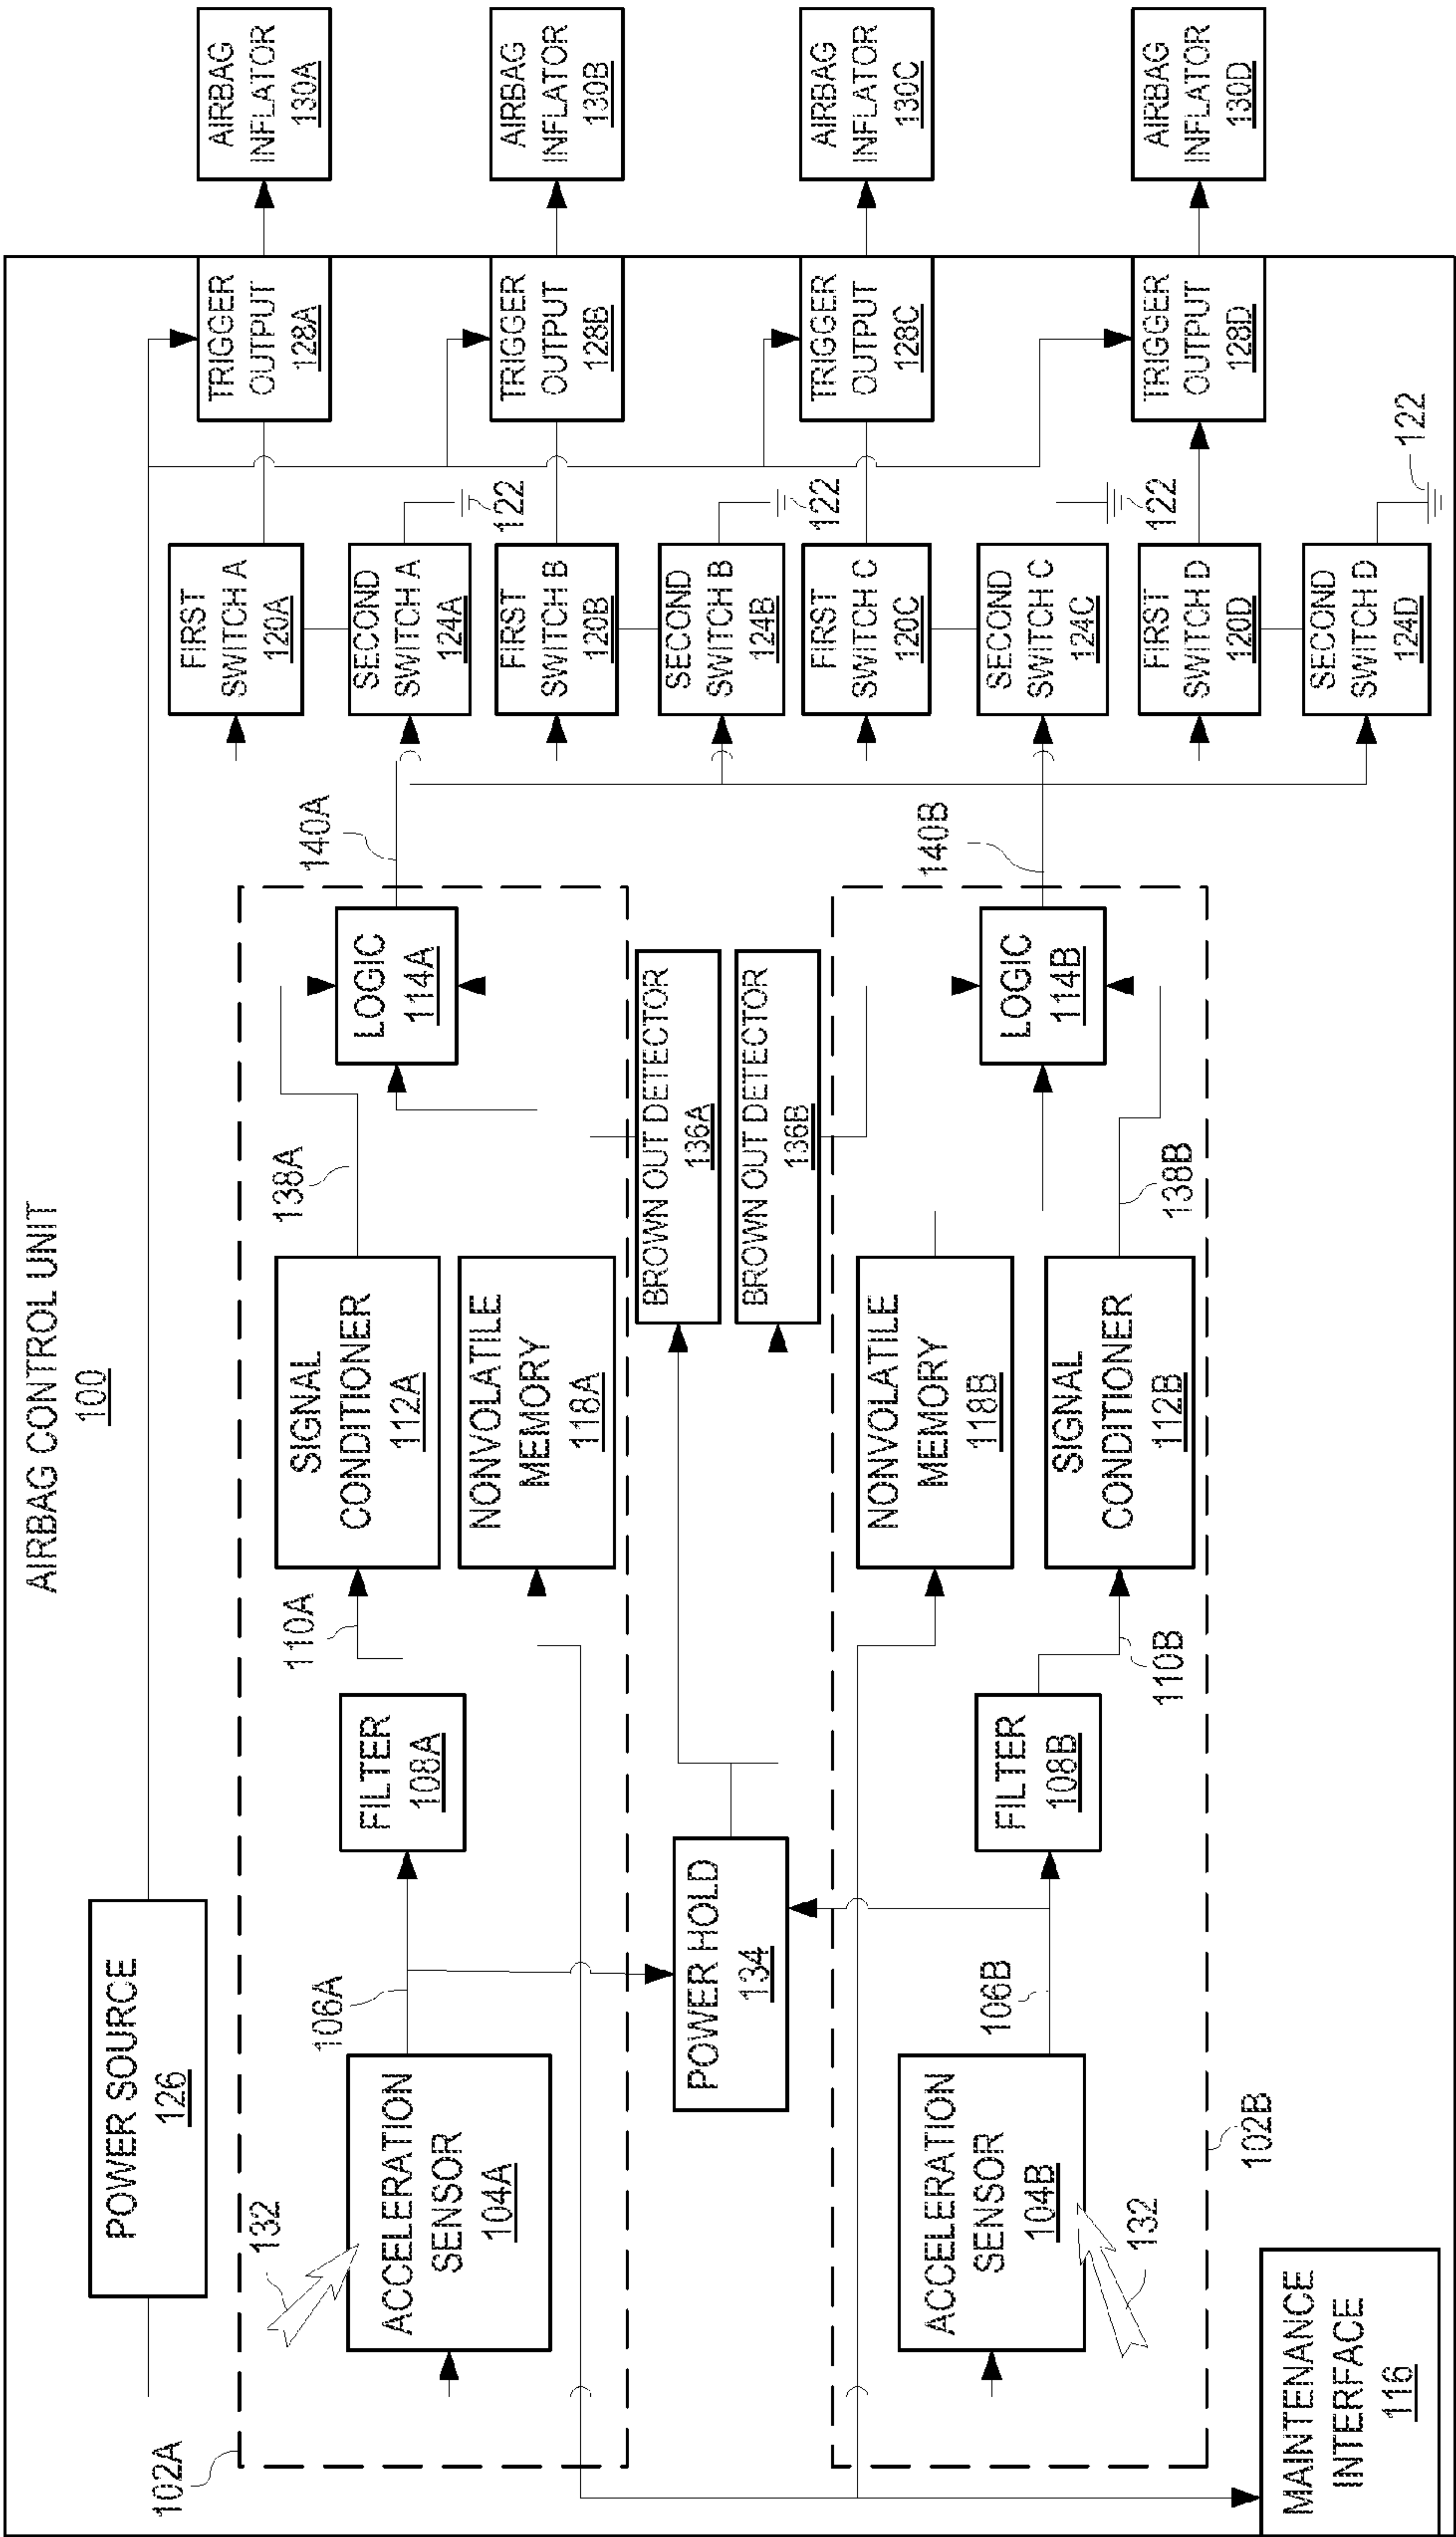 AIRBAG CONTROL UNIT
100
POWER SOURCE
126
102A
132
ACCELERATION
SENSOR
104A
106A
FILTER
108A
110A
SIGNAL
CONDITIONER
112A
NONVOLATILE
MEMORY
118A
138A
LOGIC
114A
140A
POWER HOLD
134
BROWN OUT DETECTOR
136A
BROWN OUT DETECTOR
136B
ACCELERATION
SENSOR
104B
132
106B
FILTER
108B
110B
NONVOLATILE
MEMORY
118B
SIGNAL
CONDITIONER
112B
138B
LOGIC
114B
140B
102B
MAINTENANCE
INTERFACE
116
FIRST
SWITCH A
120A
SECOND
SWITCH A
124A
122
FIRST
SWITCH B
120B
SECOND
SWITCH B
124B
122
FIRST
SWITCH C
120C
SECOND
SWITCH C
124C
122
FIRST
SWITCH D
120D
SECOND
SWITCH D
124D
122
TRIGGER
OUTPUT
128A
TRIGGER
OUTPUT
128B
TRIGGER
OUTPUT
128C
TRIGGER
OUTPUT
128D
AIRBAG
INFLATOR
130A
AIRBAG
INFLATOR
130B
AIRBAG
INFLATOR
130C
AIRBAG
INFLATOR
130D